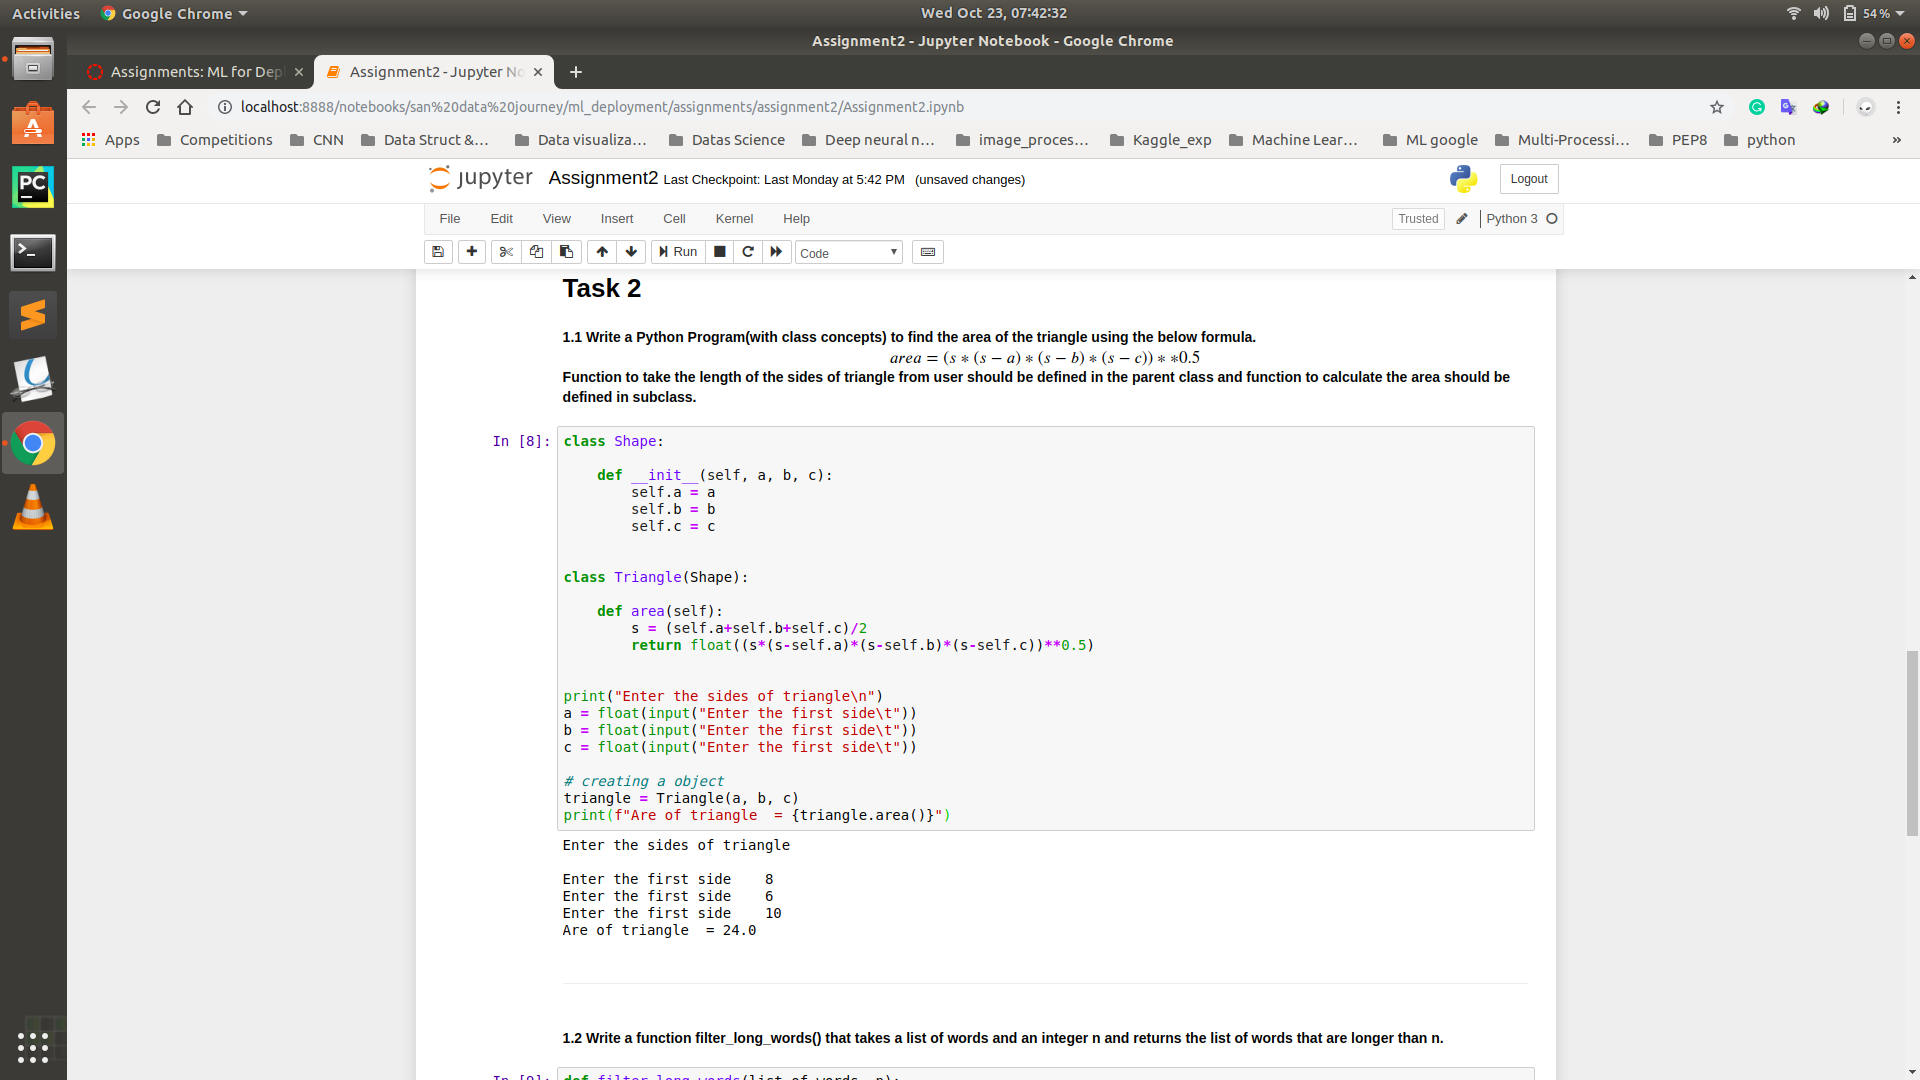 Activities Google Chrome Wed Oct 23, 07:42:32 54 %
Assignment2 - Jupyter Notebook - Google Chrome
Assignments: ML for Dep Assignment2 - Jupyter No
localhost:8888/notebooks/san%20data%20journey/ml_deployment/assignments/assignment2/Assignment2.ipynb
Apps Competitions CNN Data Struct &... Data visualiza... Datas Science Deep neural n... image_proces... Kaggle_exp Machine Lear... ML google Multi-Processi... PEP8 python »
jupyter Assignment2 Last Checkpoint: Last Monday at 5:42 PM (unsaved changes) Logout
File Edit View Insert Cell Kernel Help Trusted Python 3
Run Code
Task 2
1.1 Write a Python Program(with class concepts) to find the area of the triangle using the below formula.
area = (s ∗ (s − a) ∗ (s − b) ∗ (s − c)) ∗ ∗0.5
Function to take the length of the sides of triangle from user should be defined in the parent class and function to calculate the area should be
defined in subclass.
In [8]: class Shape:
def __init__(self, a, b, c):
self.a = a
self.b = b
self.c = c
class Triangle(Shape):
def area(self):
s = (self.a+self.b+self.c)/2
return float((s*(s-self.a)*(s-self.b)*(s-self.c))**0.5)
print("Enter the sides of triangle\n")
a = float(input("Enter the first side\t"))
b = float(input("Enter the first side\t"))
c = float(input("Enter the first side\t"))
# creating a object
triangle = Triangle(a, b, c)
print(f"Are of triangle  = {triangle.area()}")
Enter the sides of triangle
Enter the first side 8
Enter the first side 6
Enter the first side 10
Are of triangle  = 24.0
1.2 Write a function filter_long_words() that takes a list of words and an integer n and returns the list of words that are longer than n.
In [9]: def filter_long_words(list_of_words, n):